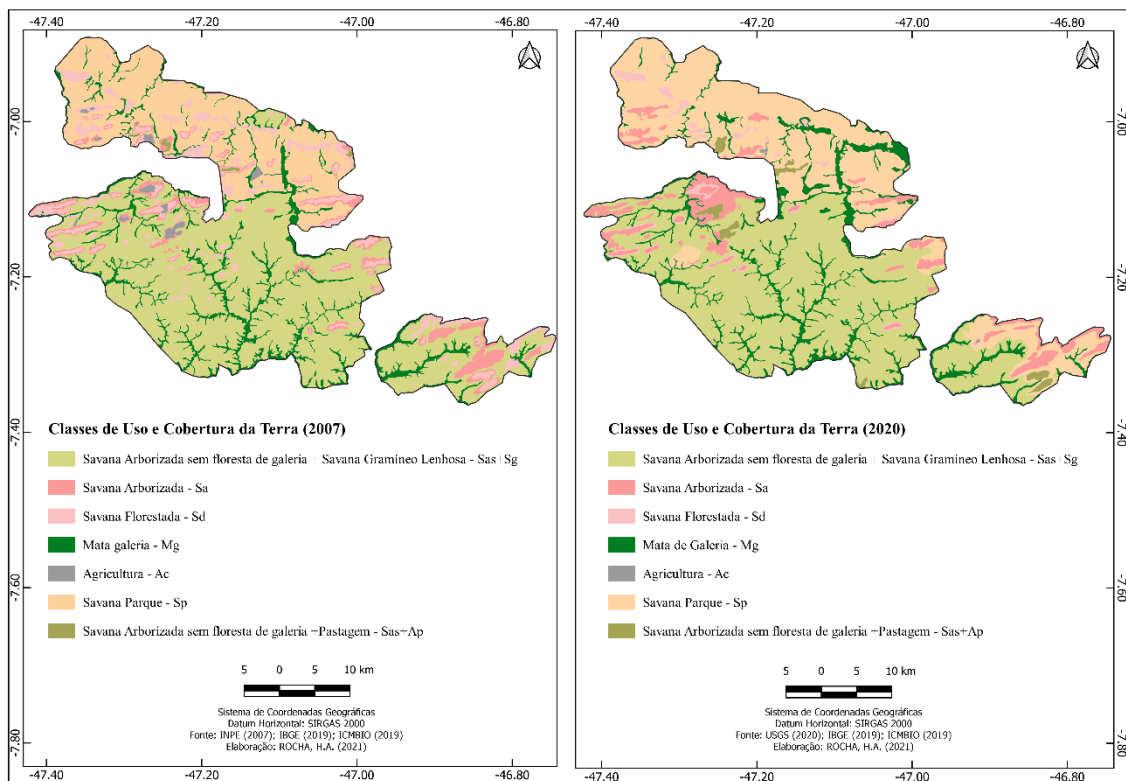 -47.40 -47.20 -47.00 -46.80
-7.00
-7.20
-7.40
-7.60
-7.80
Classes de Uso e Cobertura da Terra (2007)
Savana Arborizada sem floresta de galeria + Savana Gramíneo Lenhosa - Sas+Sg
Savana Arborizada - Sa
Savana Florestada - Sd
Mata galeria - Mg
Agricultura - Ac
Savana Parque - Sp
Savana Arborizada sem floresta de galeria +Pastagem - Sas+Ap
5 0 5 10 km
Sistema de Coordenadas Geográficas
Datum Horizontal: SIRGAS 2000
Fonte: INPE (2007); IBGE (2019); ICMBIO (2019)
Elaboração: ROCHA, H.A. (2021)
-47.40 -47.20 -47.00 -46.80
-47.40 -47.20 -47.00 -46.80
-7.00
-7.20
-7.40
-7.60
-7.80
Classes de Uso e Cobertura da Terra (2020)
Savana Arborizada sem floresta de galeria + Savana Gramíneo Lenhosa - Sas+Sg
Savana Arborizada - Sa
Savana Florestada - Sd
Mata de Galeria - Mg
Agricultura - Ac
Savana Parque - Sp
Savana Arborizada sem floresta de galeria +Pastagem - Sas+Ap
5 0 5 10 km
Sistema de Coordenadas Geográficas
Datum Horizontal: SIRGAS 2000
Fonte: USGS (2020); IBGE (2019); ICMBIO (2019)
Elaboração: ROCHA, H.A. (2021)
-47.40 -47.20 -47.00 -46.80